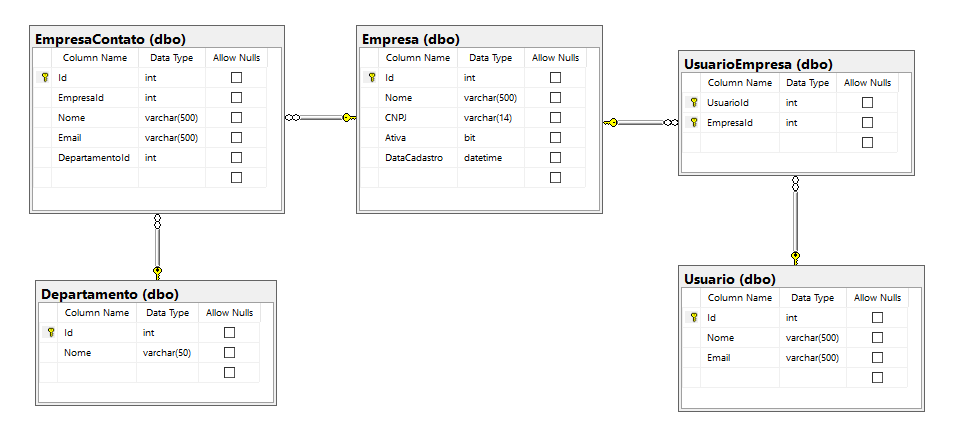 EmpresaContato (dbo)
Column Name Data Type Allow Nulls
Id int
EmpresaId int
Nome varchar(500)
Email varchar(500)
DepartamentoId int
Empresa (dbo)
Column Name Data Type Allow Nulls
Id int
Nome varchar(500)
CNPJ varchar(14)
Ativa bit
DataCadastro datetime
UsuarioEmpresa (dbo)
Column Name Data Type Allow Nulls
UsuarioId int
EmpresaId int
Departamento (dbo)
Column Name Data Type Allow Nulls
Id int
Nome varchar(50)
Usuario (dbo)
Column Name Data Type Allow Nulls
Id int
Nome varchar(500)
Email varchar(500)